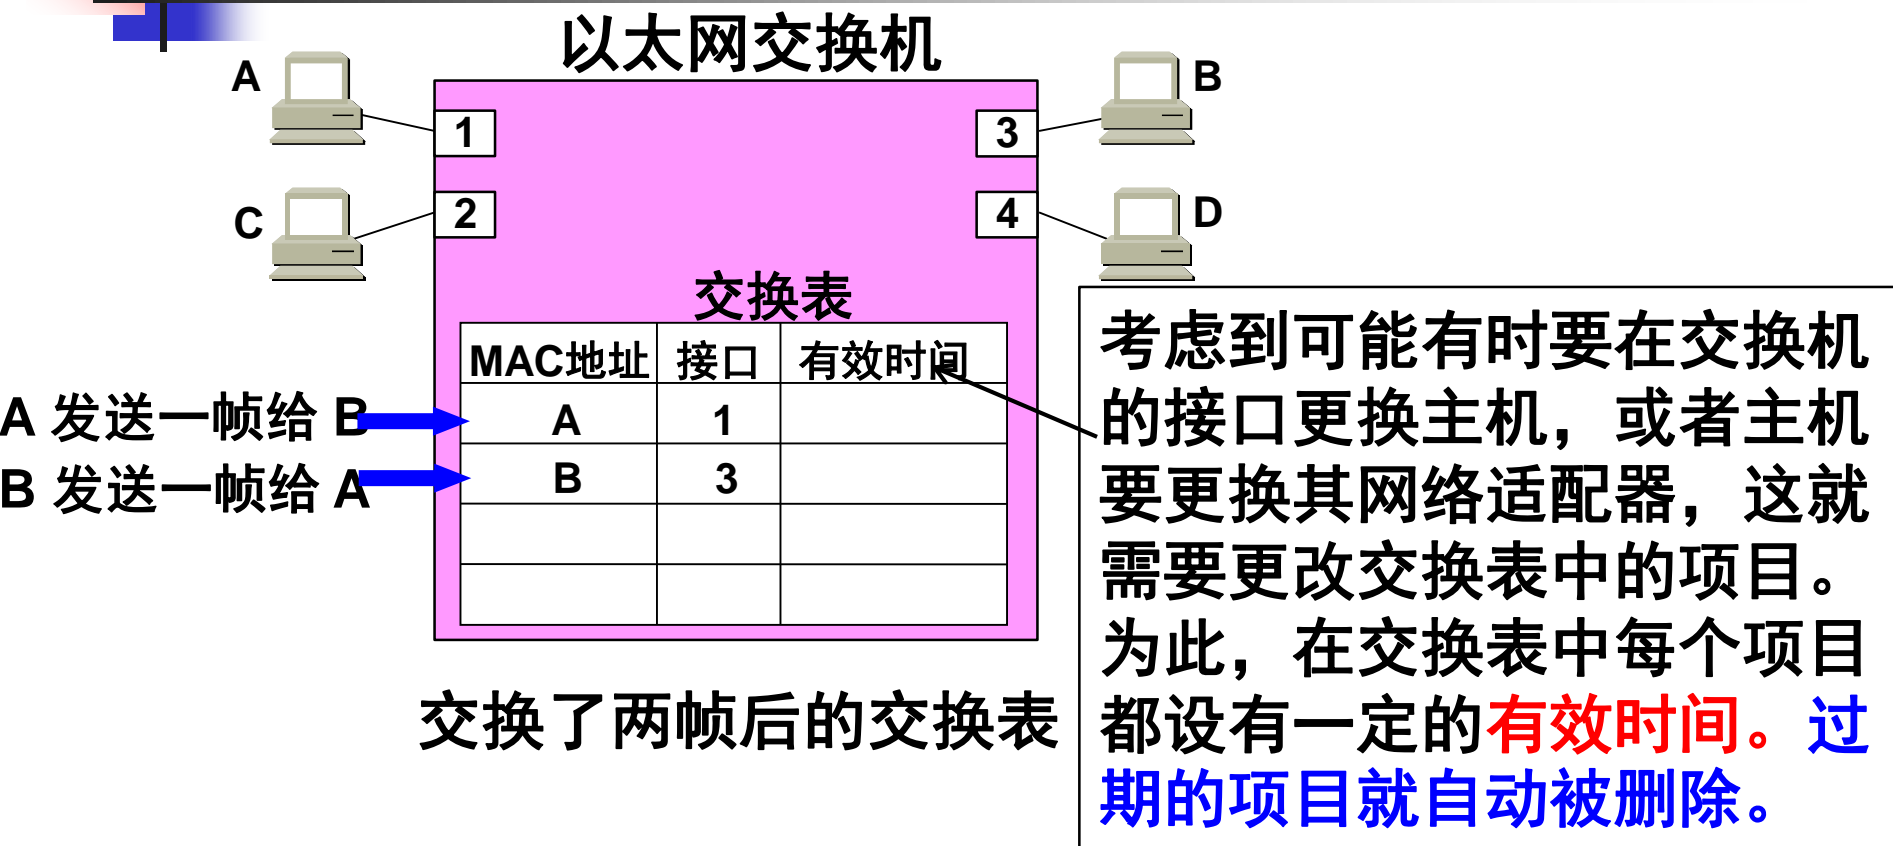 以太网交换机
A
B
1
3
C
2
4
D
交换表
MAC地址 接口 有效时间
A 发送一帧给 B
A 1
B 发送一帧给 A
B 3
交换了两帧后的交换表
考虑到可能有时要在交换机
的接口更换主机，或者主机
要更换其网络适配器，这就
需要更改交换表中的项目。
为此，在交换表中每个项目
都设有一定的有效时间。过
期的项目就自动被删除。